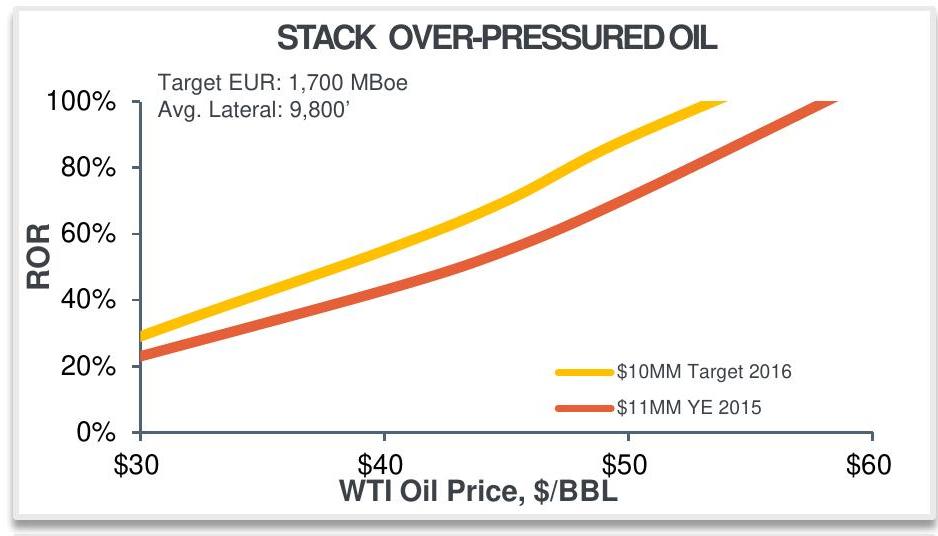 STACK OVER-PRESSURED OIL
Target EUR: 1,700 MBoe
Avg. Lateral: 9,800’
100%
80%
60%
40%
20%
0%
ROR
$10MM Target 2016
$11MM YE 2015
$30 $40 $50 $60
WTI Oil Price, $/BBL